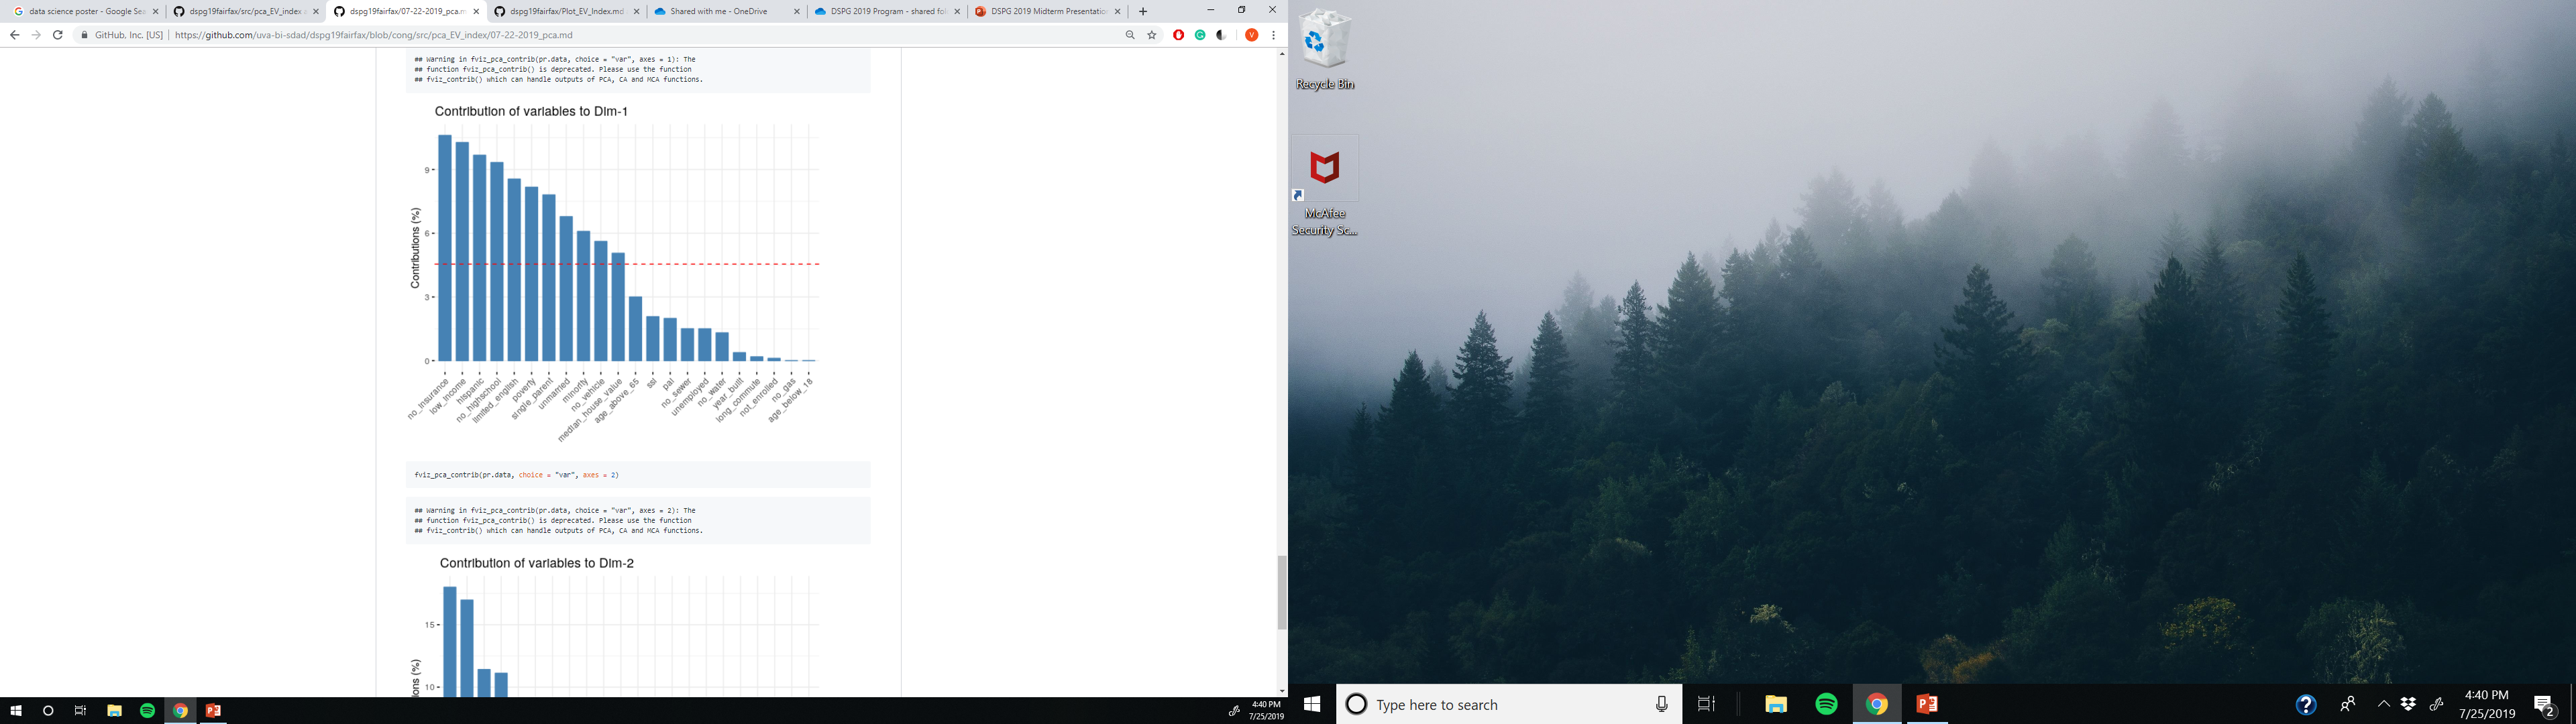 data science poster - Google Sea
dspg19fairfax/src/pca_EV_index a
dspg19fairfax/07-22-2019_pca.m
dspg19fairfax/Plot_EV_Index.md
Shared with me - OneDrive
DSPG 2019 Program - shared fol
DSPG 2019 Midterm Presentatio
GitHub, Inc. [US] | https://github.com/uva-bi-sdad/dspg19fairfax/blob/cong/src/pca_EV_index/07-22-2019_pca.md
V
## Warning in fviz_pca_contrib(pr.data, choice = "var", axes = 1): The
## function fviz_pca_contrib() is deprecated. Please use the function
## fviz_contrib() which can handle outputs of PCA, CA and MCA functions.
Contribution of variables to Dim-1
Contributions (%)
9
6
3
0
no_insurance
low_income
hispanic
no_highschool
limited_english
poverty
single_parent
unmarried
minority
no_vehicle
median_house_value
age_above_65
ssi
pai
no_sewer
unemployed
no_water
year_built
long_commute
not_enrolled
no_gas
age_below_18
fviz_pca_contrib(pr.data, choice = "var", axes = 2)
## Warning in fviz_pca_contrib(pr.data, choice = "var", axes = 2): The
## function fviz_pca_contrib() is deprecated. Please use the function
## fviz_contrib() which can handle outputs of PCA, CA and MCA functions.
Contribution of variables to Dim-2
15
10
ions (%)
4:40 PM
7/25/2019
Recycle Bin
McAfee
Security Sc...
Type here to search
4:40 PM
7/25/2019
2